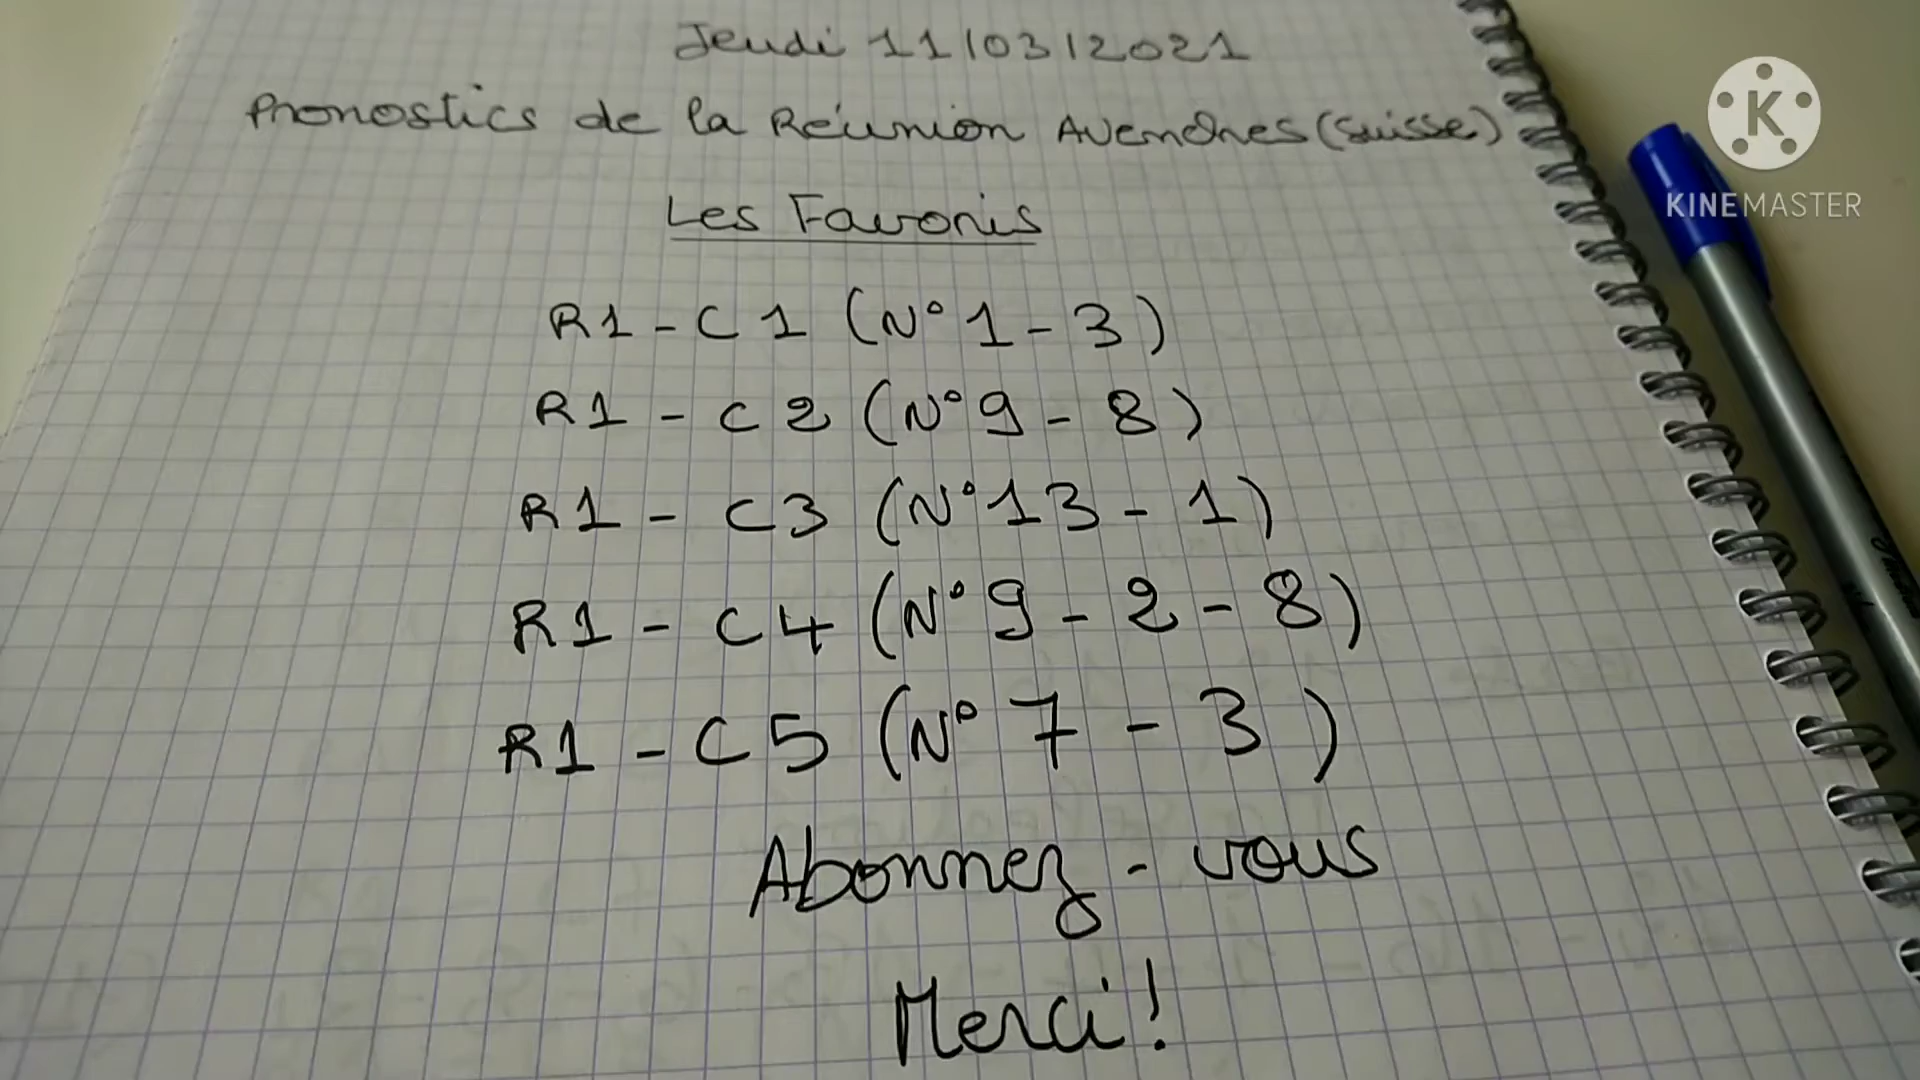 Jeudi 11/03/2021
Pronostics de la Réunion Avenches (Suisse)
Les Favoris
R1 - C1 (N° 1 - 3)
R1 - C2 (N° 9 - 8)
R1 - C3 (N° 13 - 1)
R1 - C4 (N° 9 - 2 - 8)
R1 - C5 (N° 7 - 3)
Abonnez - vous
Merci !
K
KINEMASTER